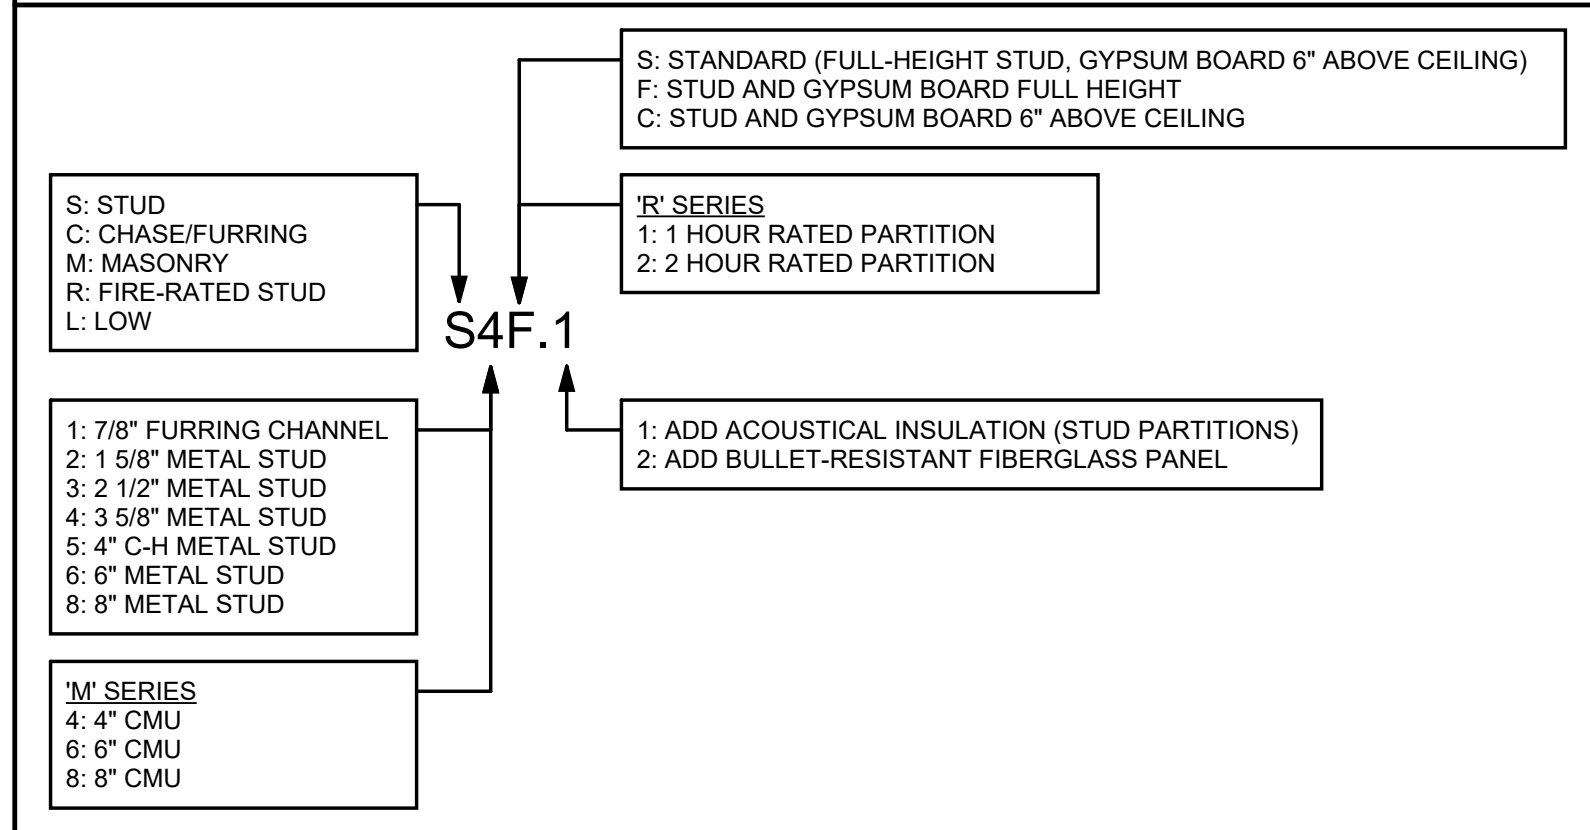 S: STANDARD (FULL-HEIGHT STUD, GYPSUM BOARD 6" ABOVE CEILING)
F: STUD AND GYPSUM BOARD FULL HEIGHT
C: STUD AND GYPSUM BOARD 6" ABOVE CEILING
S: STUD
C: CHASE/FURRING
M: MASONRY
R: FIRE-RATED STUD
L: LOW
'R' SERIES
1: 1 HOUR RATED PARTITION
2: 2 HOUR RATED PARTITION
S4F.1
1: 7/8" FURRING CHANNEL
2: 1 5/8" METAL STUD
3: 2 1/2" METAL STUD
4: 3 5/8" METAL STUD
5: 4" C-H METAL STUD
6: 6" METAL STUD
8: 8" METAL STUD
1: ADD ACOUSTICAL INSULATION (STUD PARTITIONS)
2: ADD BULLET-RESISTANT FIBERGLASS PANEL
'M' SERIES
4: 4" CMU
6: 6" CMU
8: 8" CMU